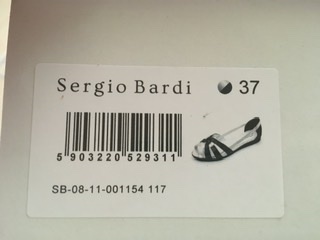 Sergio Bardi 37
5 903220 529311
SB-08-11-001154 117